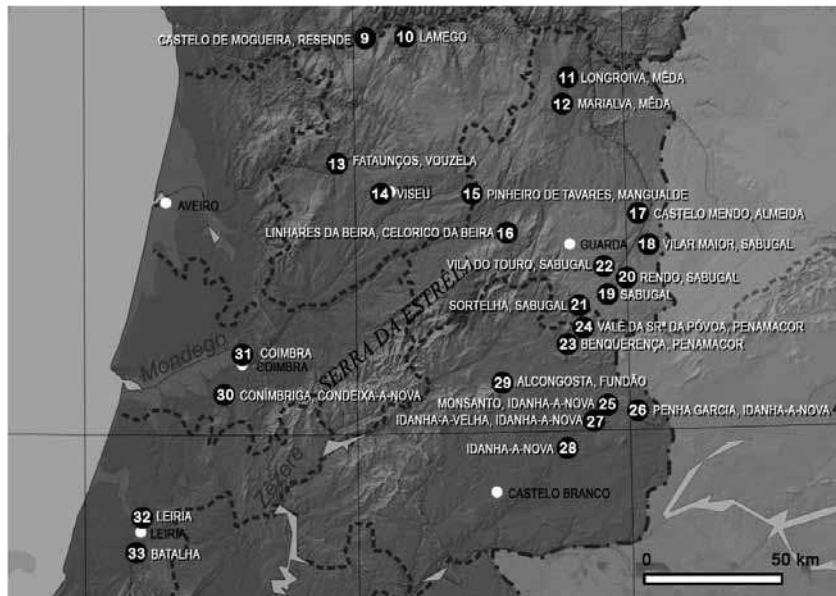 CASTELO DE MOGUEIRA, RESENDE 9
10 LAMEGO
11 LONGROIVA, MÊDA
12 MARIALVA, MÊDA
13 FATAUNÇOS, VOUZELA
14 VISEU
15 PINHEIRO DE TAVARES, MANGUALDE
AVEIRO
17 CASTELO MENDO, ALMEIDA
LINHARES DA BEIRA, CELORICO DA BEIRA 16
GUARDA
18 VILAR MAIOR, SABUGAL
VILA DO TOURO, SABUGAL 22
20 RENDO, SABUGAL
19 SABUGAL
SORTELHA, SABUGAL 21
SERRA DA ESTRELA
24 VALE DA SRª DA PÓVOA, PENAMACOR
23 BENQUERENÇA, PENAMACOR
Mondego
31 COIMBRA
COIMBRA
29 ALCONGOSTA, FUNDÃO
30 CONÍMBRIGA, CONDEIXA-A-NOVA
MONSANTO, IDANHA-A-NOVA 25
26 PENHA GARCIA, IDANHA-A-NOVA
IDANHA-A-VELHA, IDANHA-A-NOVA 27
IDANHA-A-NOVA 28
Zêzere
CASTELO BRANCO
32 LEIRIA
LEIRIA
33 BATALHA
0 50 km